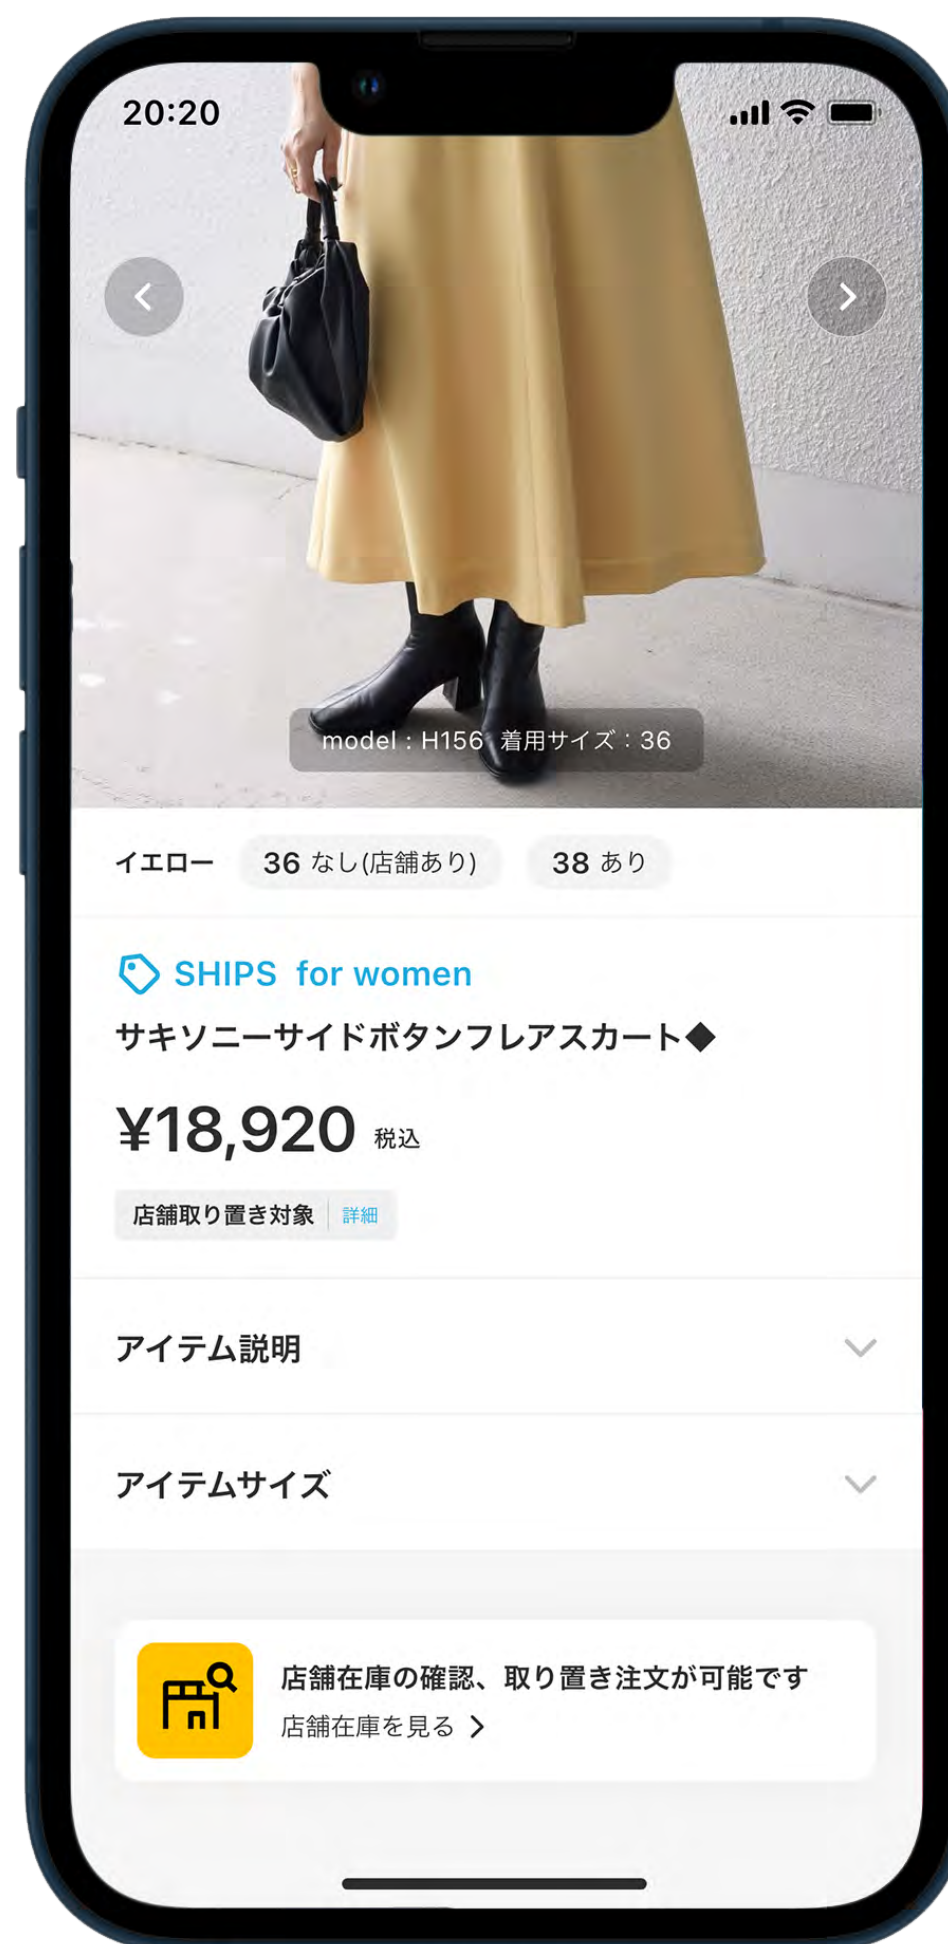 20:20
model : H156 着用サイズ：36
イエロー 36 なし(店舗あり) 38 あり
SHIPS for women
サキソニーサイドボタンフレアスカート◆
¥18,920 税込
店舗取り置き対象 詳細
アイテム説明
アイテムサイズ
店舗在庫の確認、取り置き注文が可能です
店舗在庫を見る